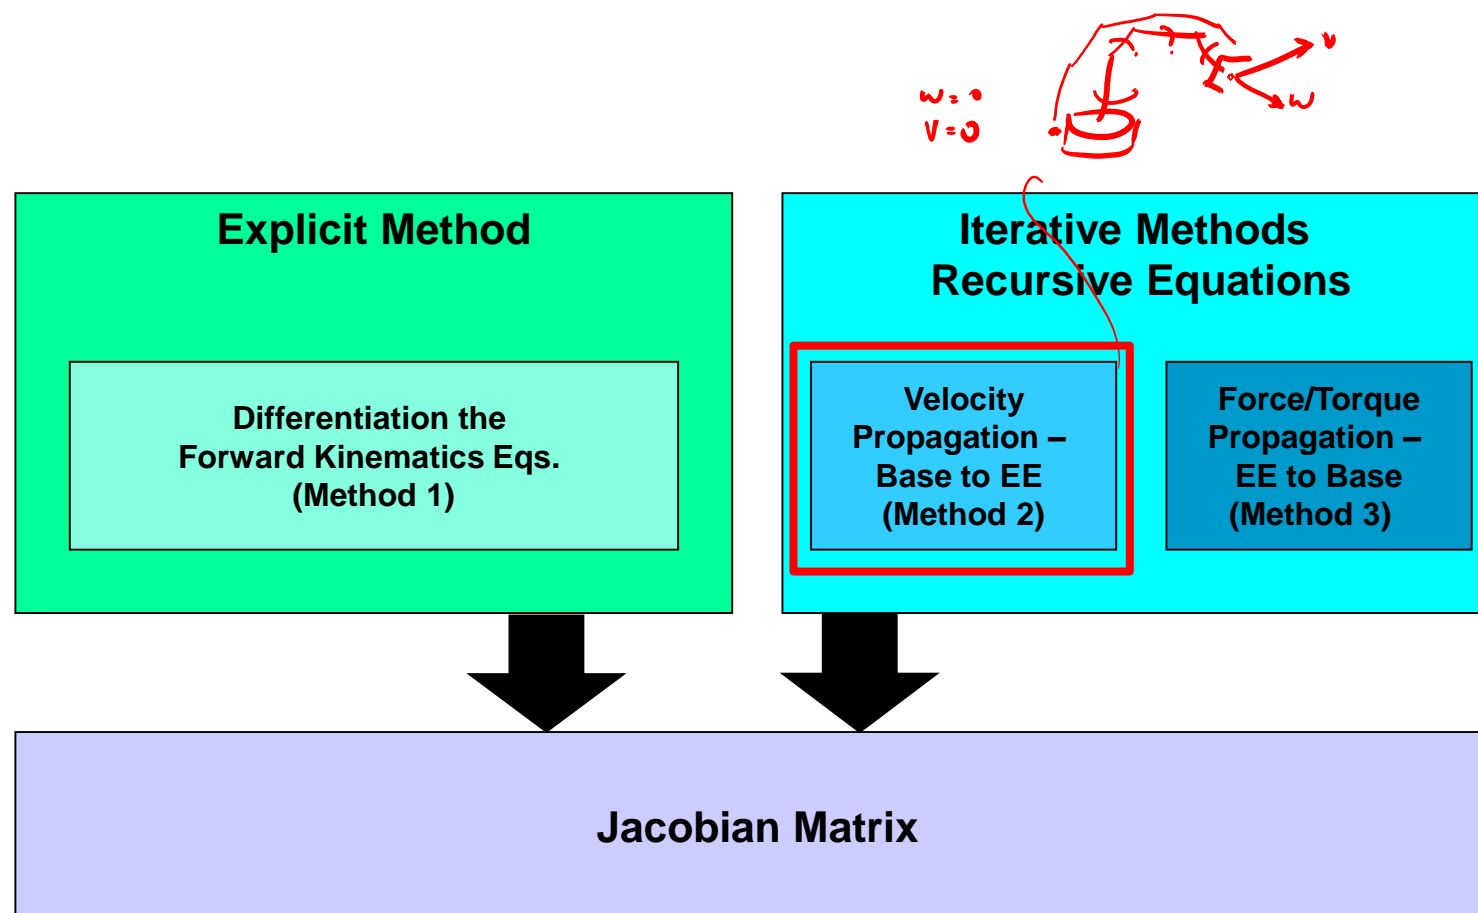 v
w = 0
w
V = 0
Explicit Method
Iterative Methods
Recursive Equations
Differentiation the
Forward Kinematics Eqs.
(Method 1)
Velocity
Propagation –
Base to EE
(Method 2)
Force/Torque
Propagation –
EE to Base
(Method 3)
Jacobian Matrix